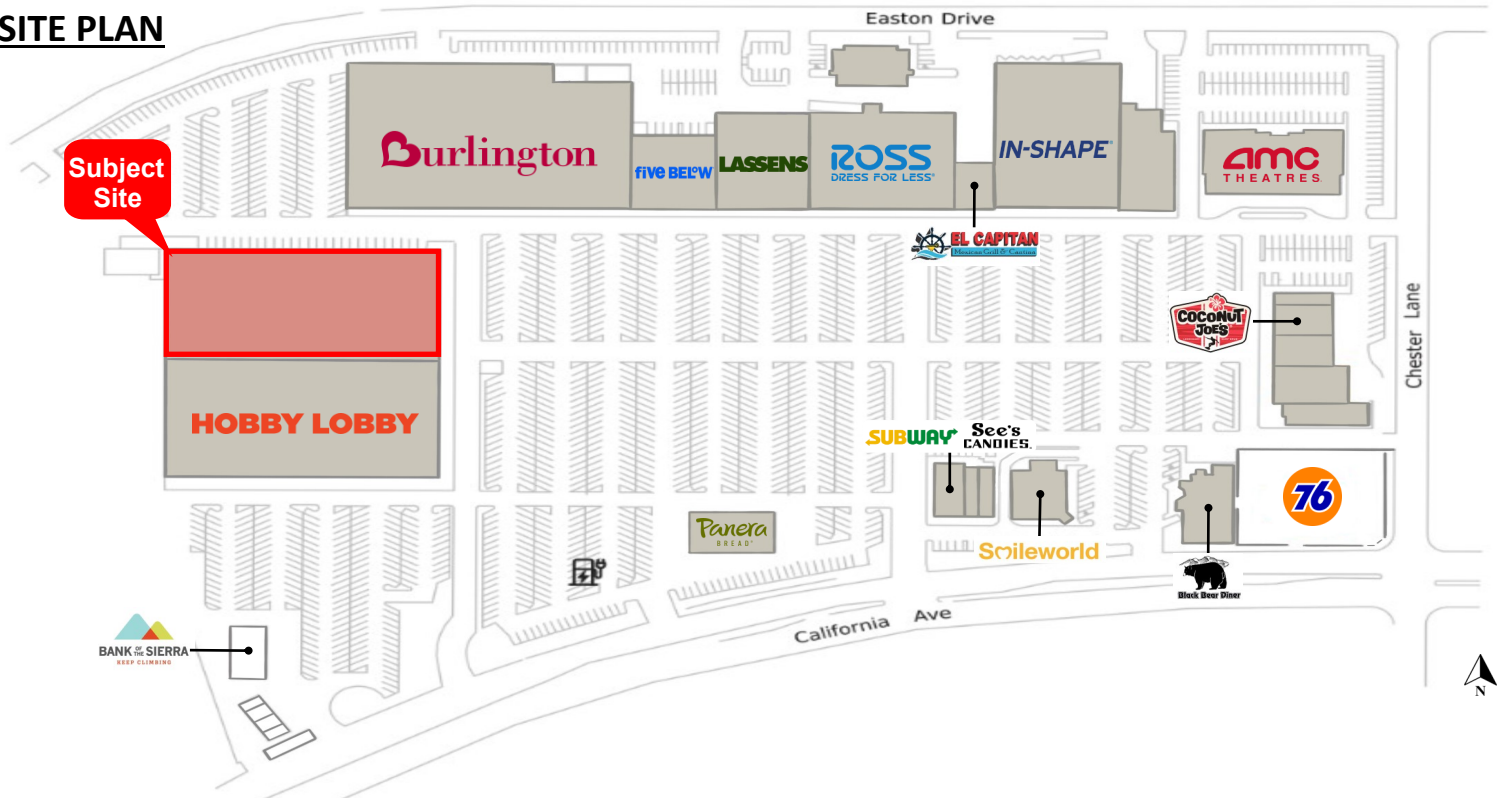 SITE PLAN
Easton Drive
Subject
Site
Burlington
five BEL°W
LASSENS
ROSS
DRESS FOR LESS®
IN-SHAPE®
amc
THEATRES
EL CAPITAN
Mexican Grill & Cantina
COCONUT
JOE'S
Chester Lane
HOBBY LOBBY
SUBWAY
See's
CANDIES.
76
Panera
BREAD®
Smileworld
Black Bear Diner
California Ave
BANK OF THE SIERRA
KEEP CLIMBING
N